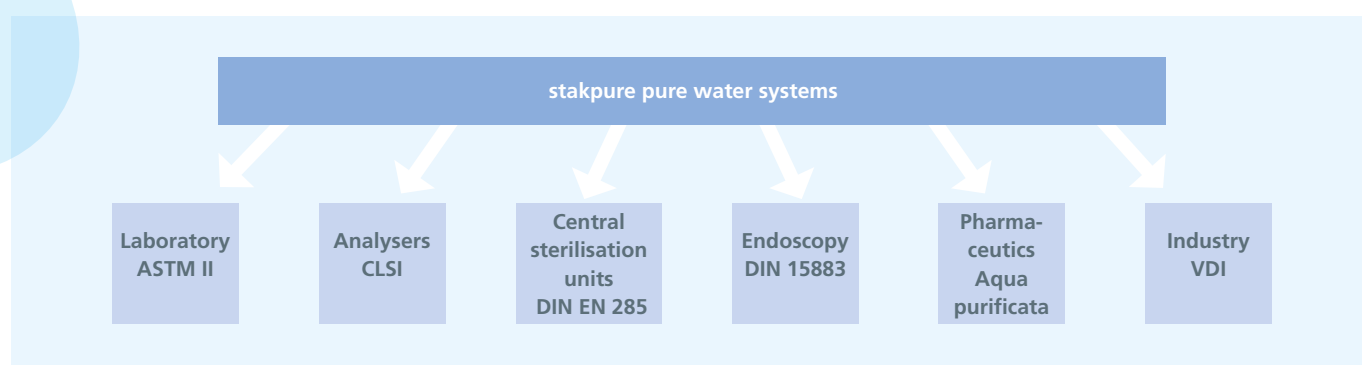 stakpure pure water systems
Laboratory
ASTM II
Analysers
CLSI
Central
sterilisation
units
DIN EN 285
Endoscopy
DIN 15883
Pharma-
ceutics
Aqua
purificata
Industry
VDI